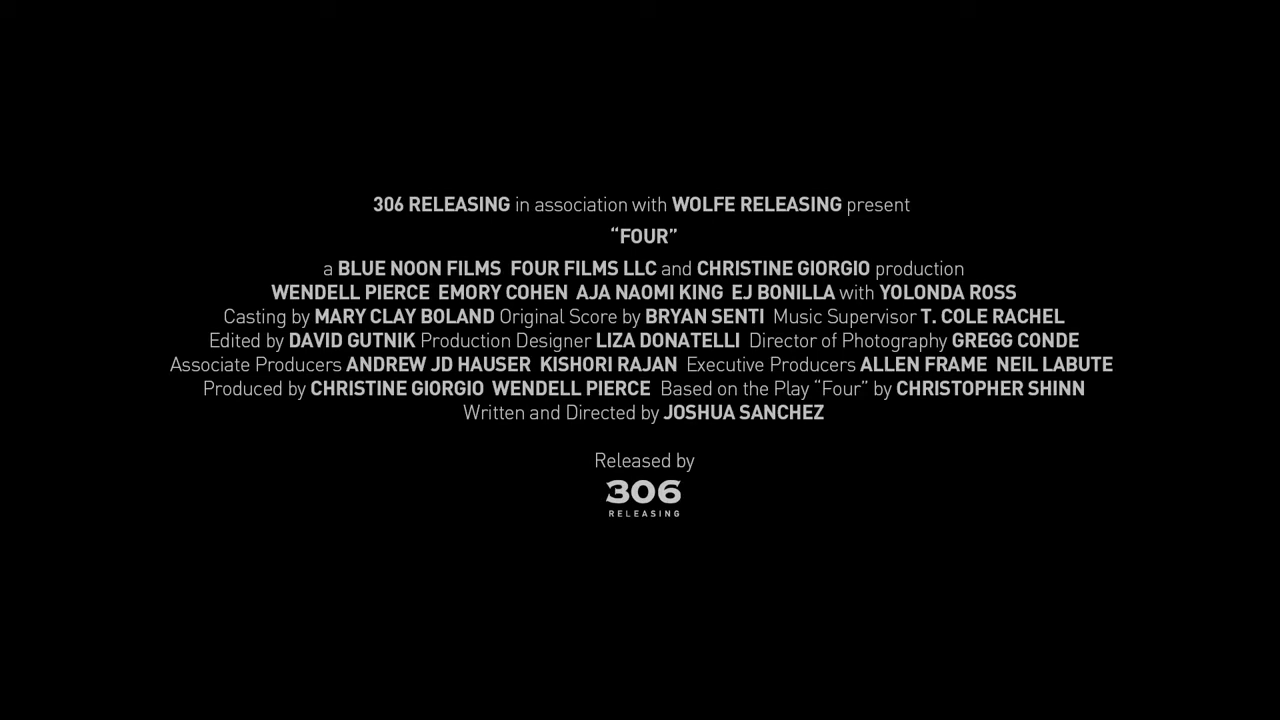 306 RELEASING in association with WOLFE RELEASING present
“FOUR”
a BLUE NOON FILMS FOUR FILMS LLC and CHRISTINE GIORGIO production
WENDELL PIERCE EMORY COHEN AJA NAOMI KING EJ BONILLA with YOLONDA ROSS
Casting by MARY CLAY BOLAND Original Score by BRYAN SENTI Music Supervisor T. COLE RACHEL
Edited by DAVID GUTNIK Production Designer LIZA DONATELLI Director of Photography GREGG CONDE
Associate Producers ANDREW JD HAUSER KISHORI RAJAN Executive Producers ALLEN FRAME NEIL LABUTE
Produced by CHRISTINE GIORGIO WENDELL PIERCE Based on the Play “Four” by CHRISTOPHER SHINN
Written and Directed by JOSHUA SANCHEZ
Released by
306
RELEASING